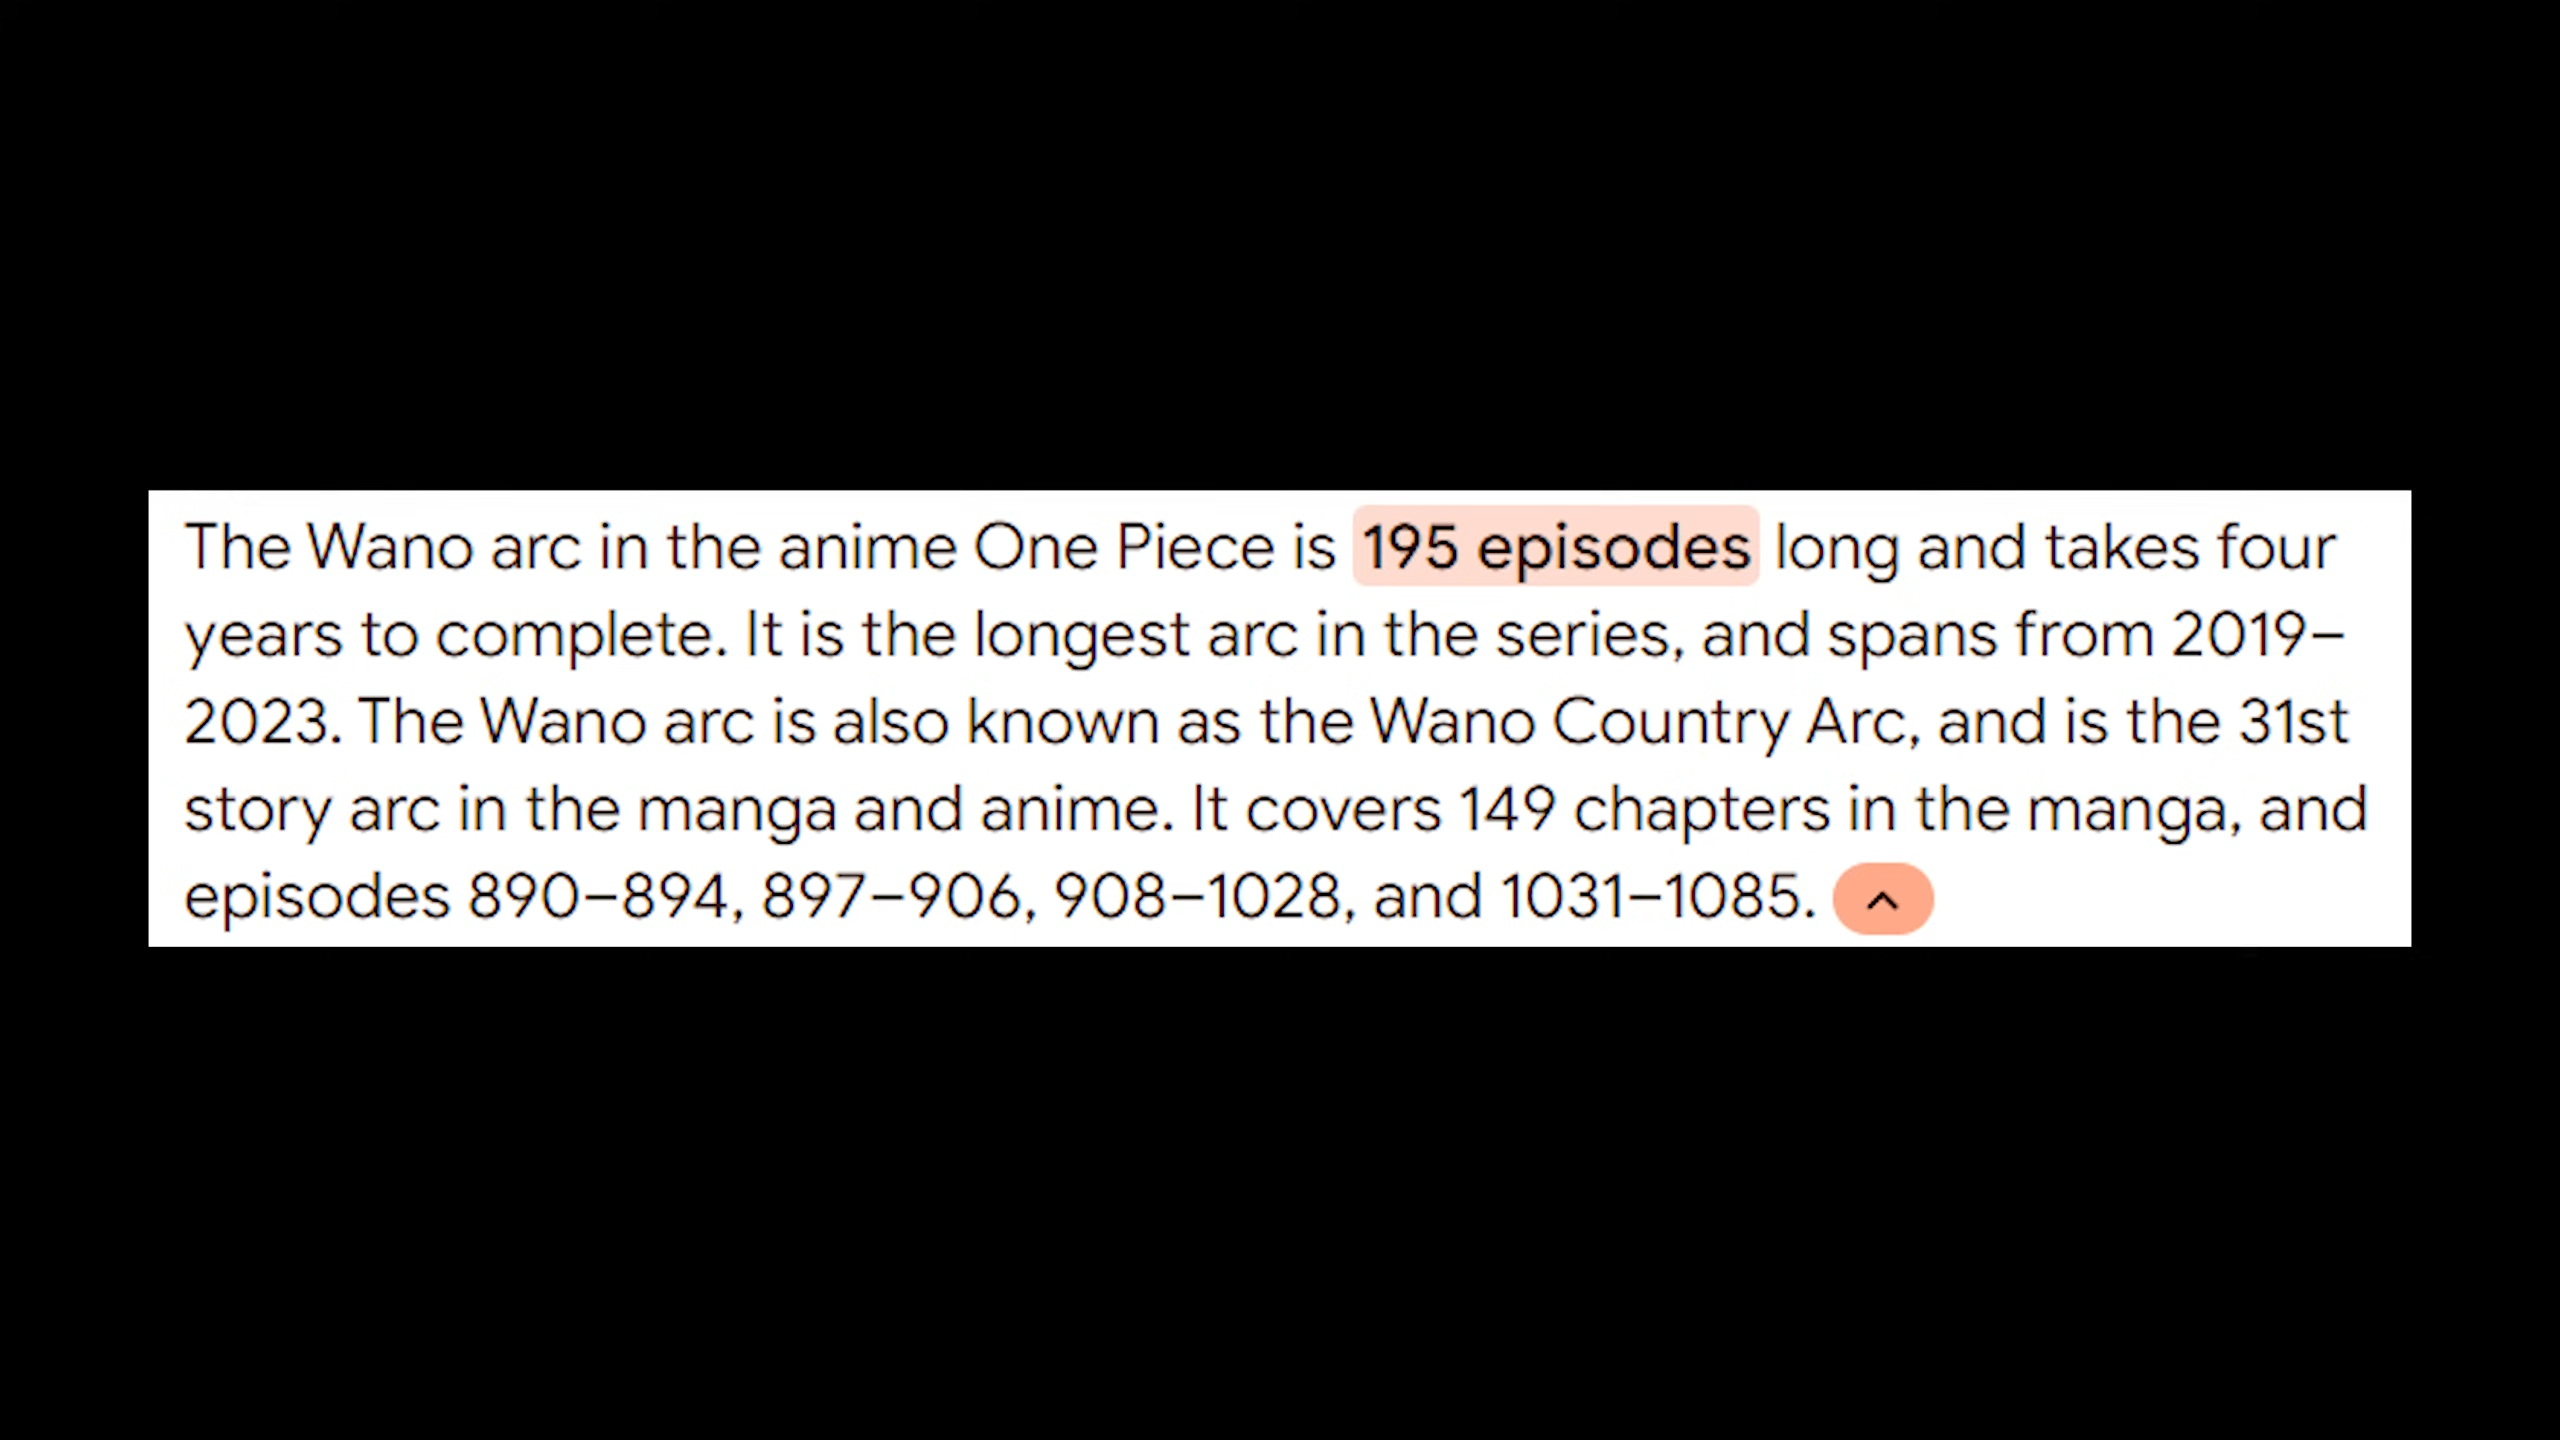 The Wano arc in the anime One Piece is 195 episodes long and takes four
years to complete. It is the longest arc in the series, and spans from 2019–
2023. The Wano arc is also known as the Wano Country Arc, and is the 31st
story arc in the manga and anime. It covers 149 chapters in the manga, and
episodes 890–894, 897–906, 908–1028, and 1031–1085.